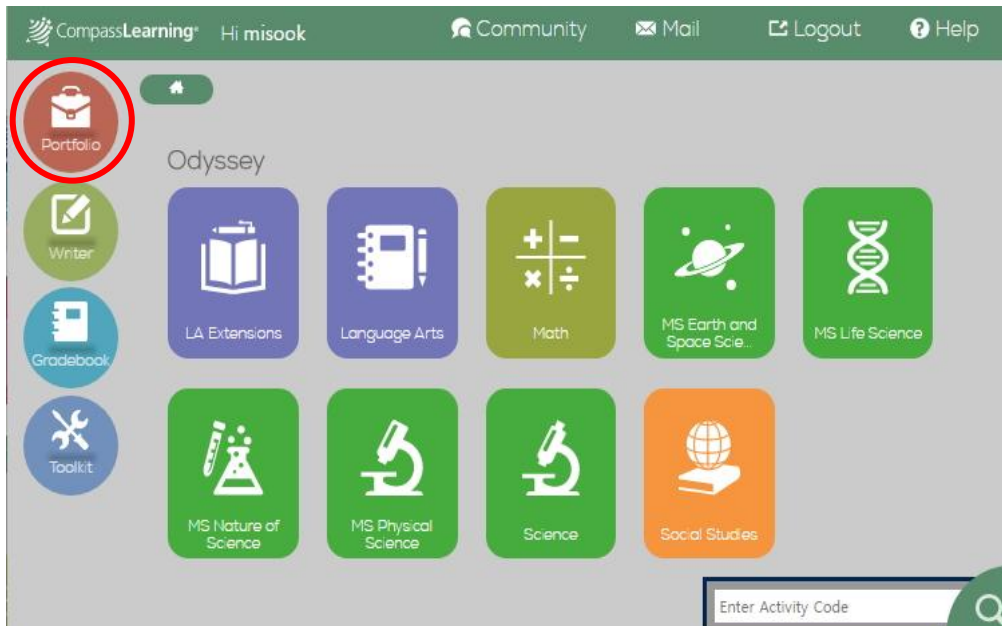 CompassLearning® Hi misook Community Mail Logout Help
Portfolio
Writer
Gradebook
Toolkit
Odyssey
LA Extensions
Language Arts
Math
MS Earth and
Space Scie...
MS Life Science
MS Nature of
Science
MS Physical
Science
Science
Social Studies
Enter Activity Code